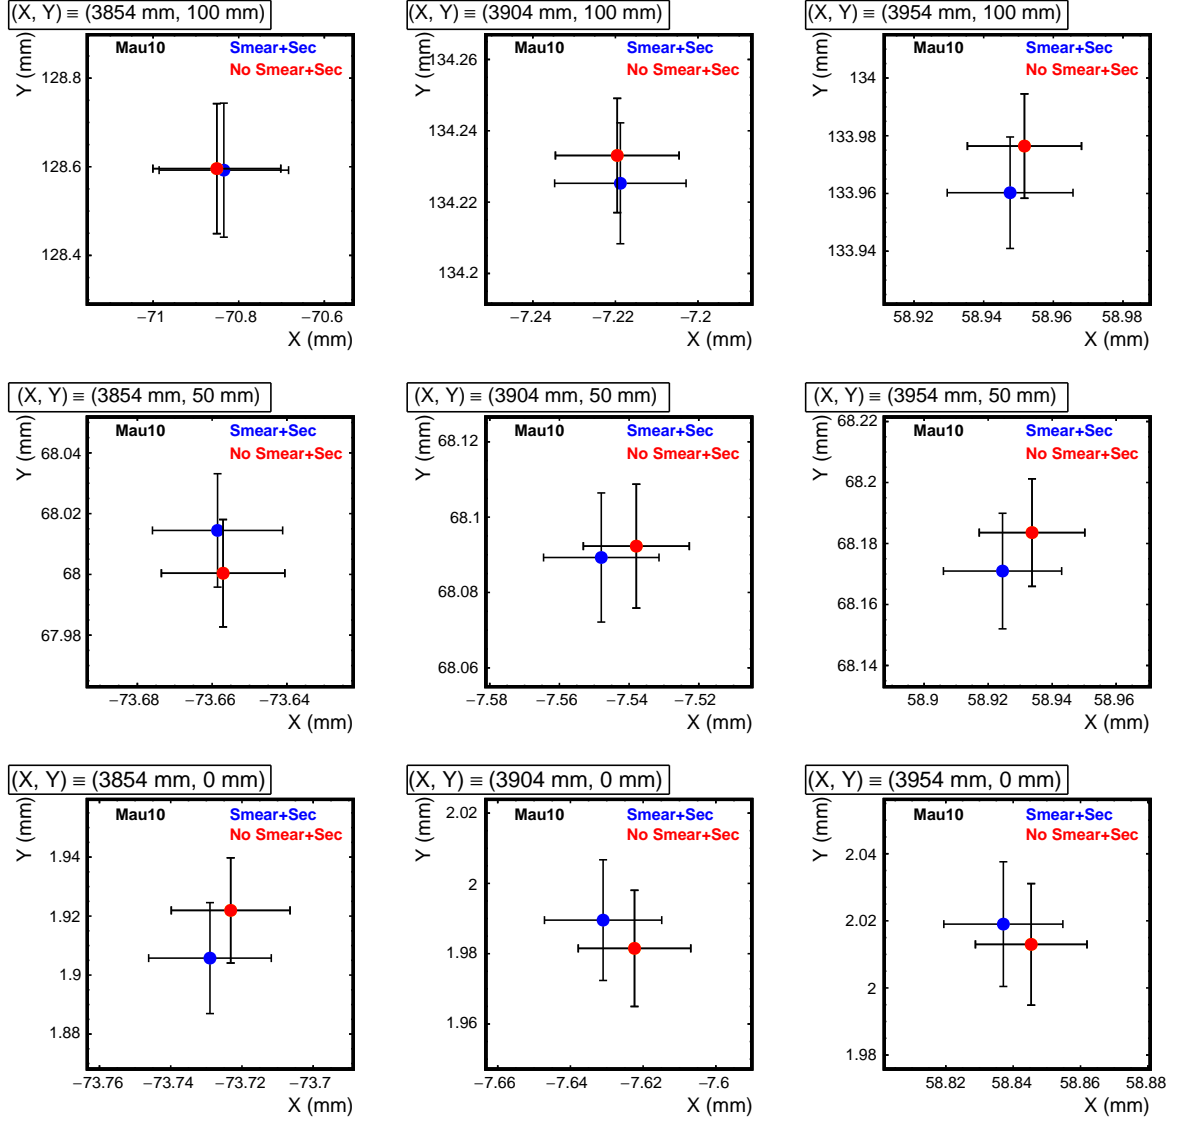 (X, Y) ≡ (3854 mm, 100 mm)
Y (mm)
Mau10
Smear+Sec
No Smear+Sec
128.8
128.6
128.4
−71
−70.8
−70.6
X (mm)
(X, Y) ≡ (3904 mm, 100 mm)
Y (mm)
Mau10
Smear+Sec
No Smear+Sec
134.26
134.24
134.22
134.2
−7.24
−7.22
−7.2
X (mm)
(X, Y) ≡ (3954 mm, 100 mm)
Y (mm)
Mau10
Smear+Sec
No Smear+Sec
134
133.98
133.96
133.94
58.92
58.94
58.96
58.98
X (mm)
(X, Y) ≡ (3854 mm, 50 mm)
Y (mm)
Mau10
Smear+Sec
No Smear+Sec
68.04
68.02
68
67.98
−73.68
−73.66
−73.64
X (mm)
(X, Y) ≡ (3904 mm, 50 mm)
Y (mm)
Mau10
Smear+Sec
No Smear+Sec
68.12
68.1
68.08
68.06
−7.58
−7.56
−7.54
−7.52
X (mm)
(X, Y) ≡ (3954 mm, 50 mm)
Y (mm)
Mau10
Smear+Sec
No Smear+Sec
68.22
68.2
68.18
68.16
68.14
58.9
58.92
58.94
58.96
X (mm)
(X, Y) ≡ (3854 mm, 0 mm)
Y (mm)
Mau10
Smear+Sec
No Smear+Sec
1.94
1.92
1.9
1.88
−73.76
−73.74
−73.72
−73.7
X (mm)
(X, Y) ≡ (3904 mm, 0 mm)
Y (mm)
Mau10
Smear+Sec
No Smear+Sec
2.02
2
1.98
1.96
−7.66
−7.64
−7.62
−7.6
X (mm)
(X, Y) ≡ (3954 mm, 0 mm)
Y (mm)
Mau10
Smear+Sec
No Smear+Sec
2.04
2.02
2
1.98
58.82
58.84
58.86
58.88
X (mm)